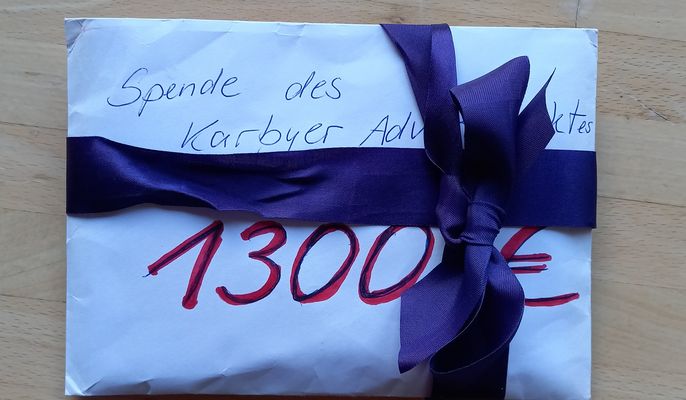 Spende des
Karbyer
1300 €